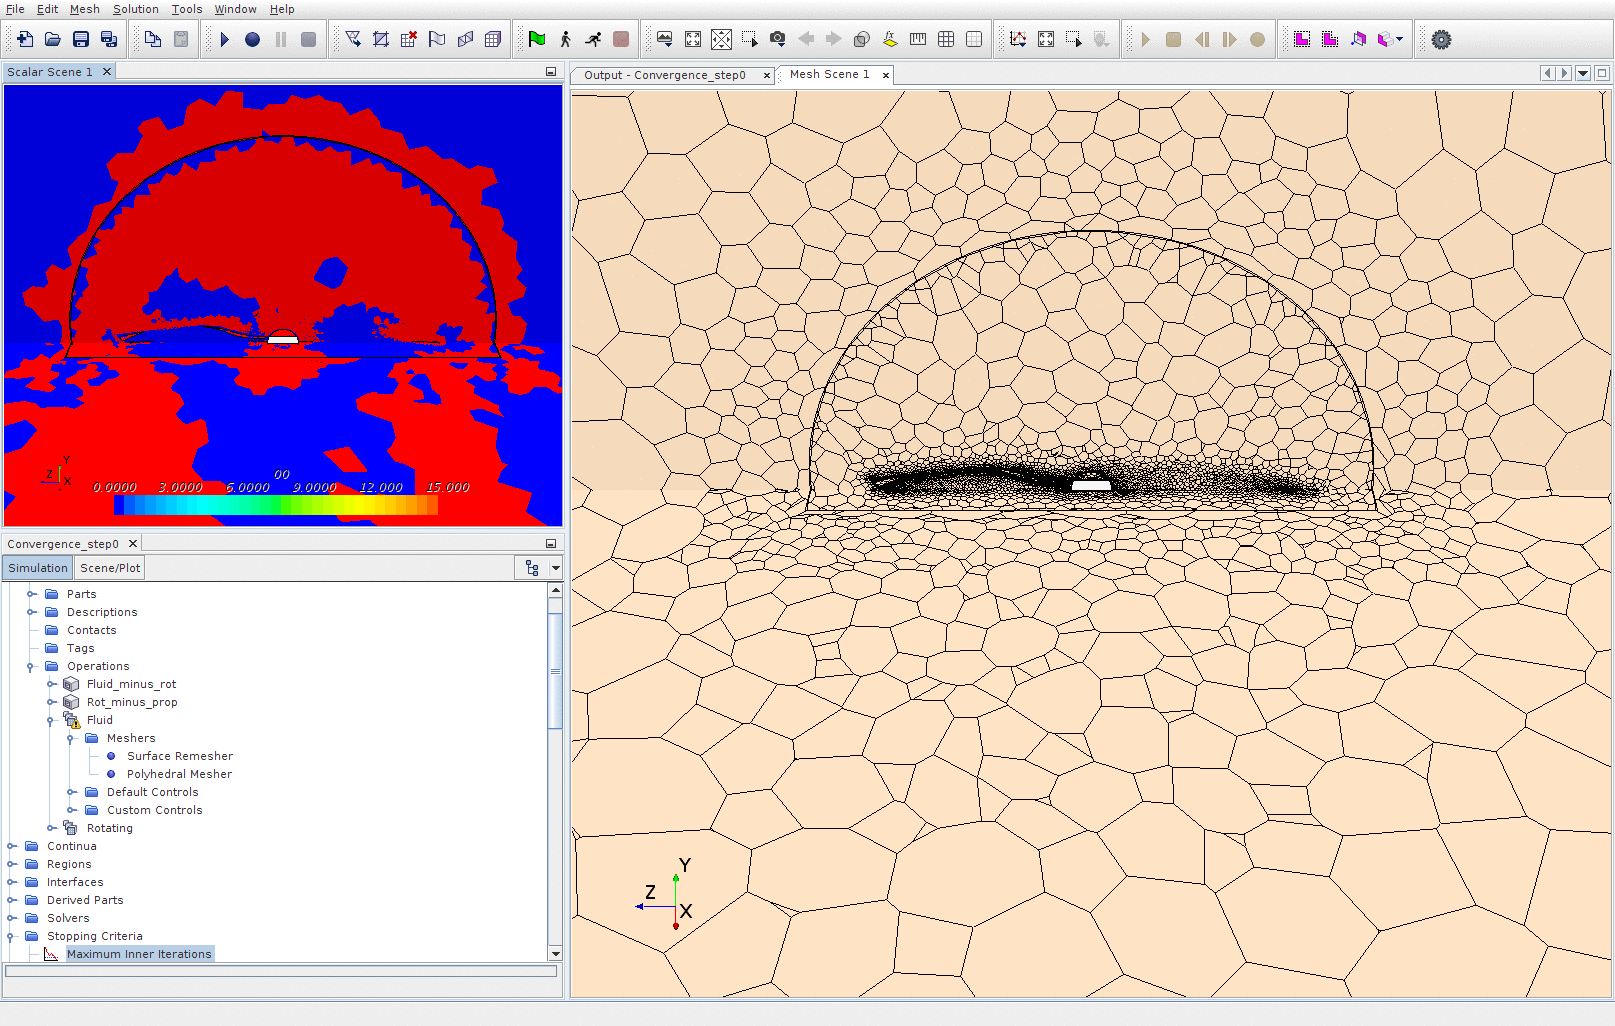 File Edit Mesh Solution Tools Window Help
Scalar Scene 1
Y
Z
X
00
0.0000 3.0000 6.0000 9.0000 12.000 15.000
Convergence_step0
Simulation Scene/Plot
Parts
Descriptions
Contacts
Tags
Operations
Fluid_minus_rot
Rot_minus_prop
Fluid
Meshers
Surface Remesher
Polyhedral Mesher
Default Controls
Custom Controls
Rotating
Continua
Regions
Interfaces
Derived Parts
Solvers
Stopping Criteria
Maximum Inner Iterations
Output - Convergence_step0 Mesh Scene 1
Y
Z
X